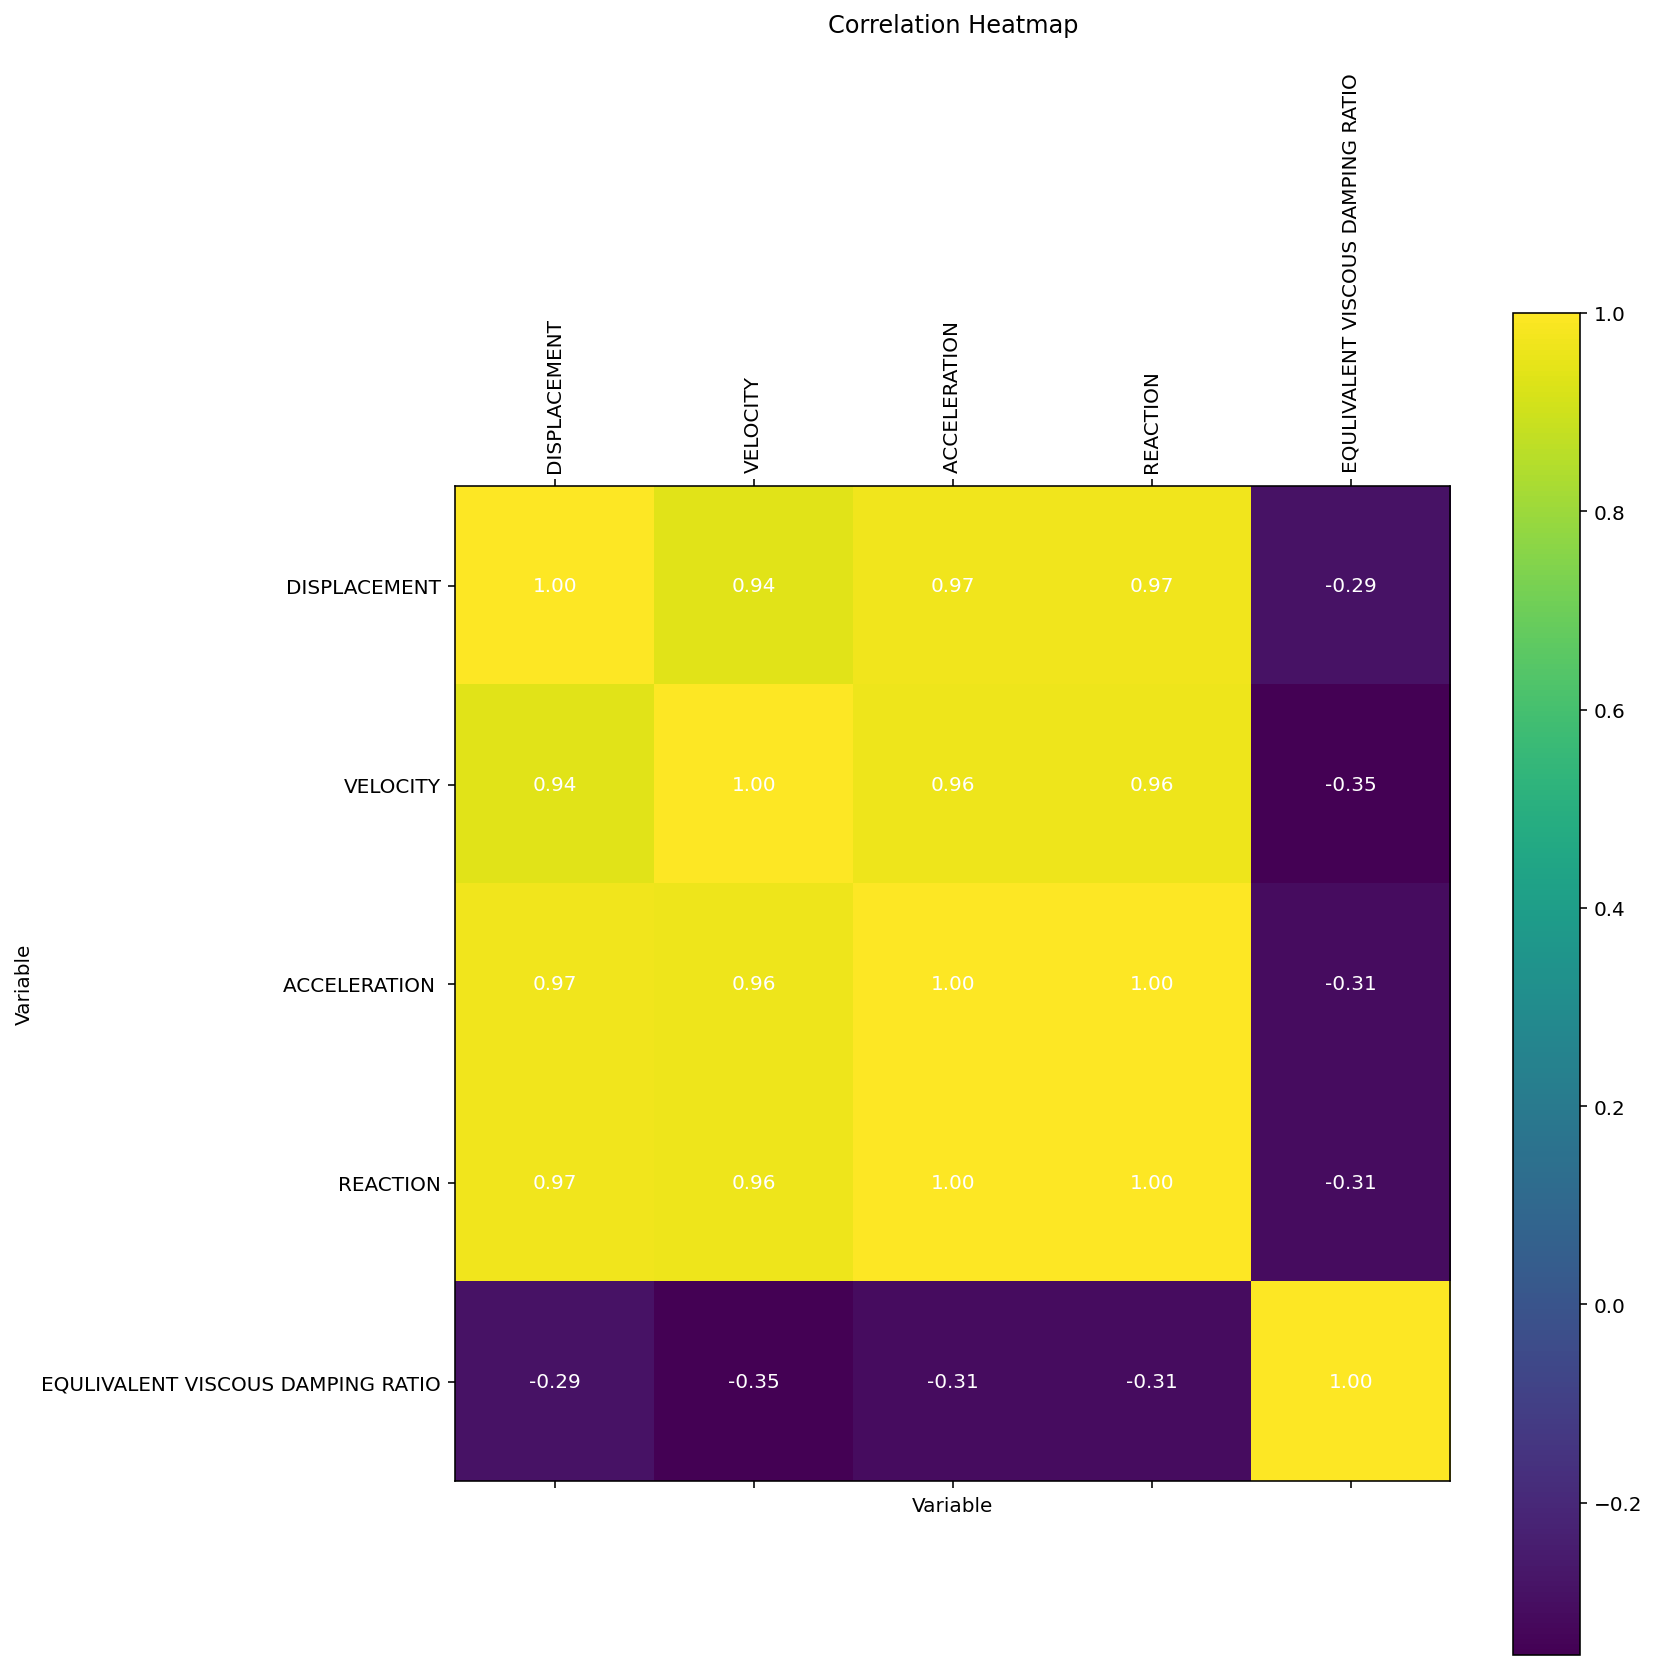 Correlation Heatmap
DISPLACEMENT
VELOCITY
ACCELERATION
REACTION
EQULIVALENT VISCOUS DAMPING RATIO
1.0
0.8
0.6
0.4
0.2
0.0
−0.2
DISPLACEMENT 1.00 0.94 0.97 0.97 -0.29
VELOCITY 0.94 1.00 0.96 0.96 -0.35
ACCELERATION 0.97 0.96 1.00 1.00 -0.31
REACTION 0.97 0.96 1.00 1.00 -0.31
EQULIVALENT VISCOUS DAMPING RATIO -0.29 -0.35 -0.31 -0.31 1.00
Variable
Variable